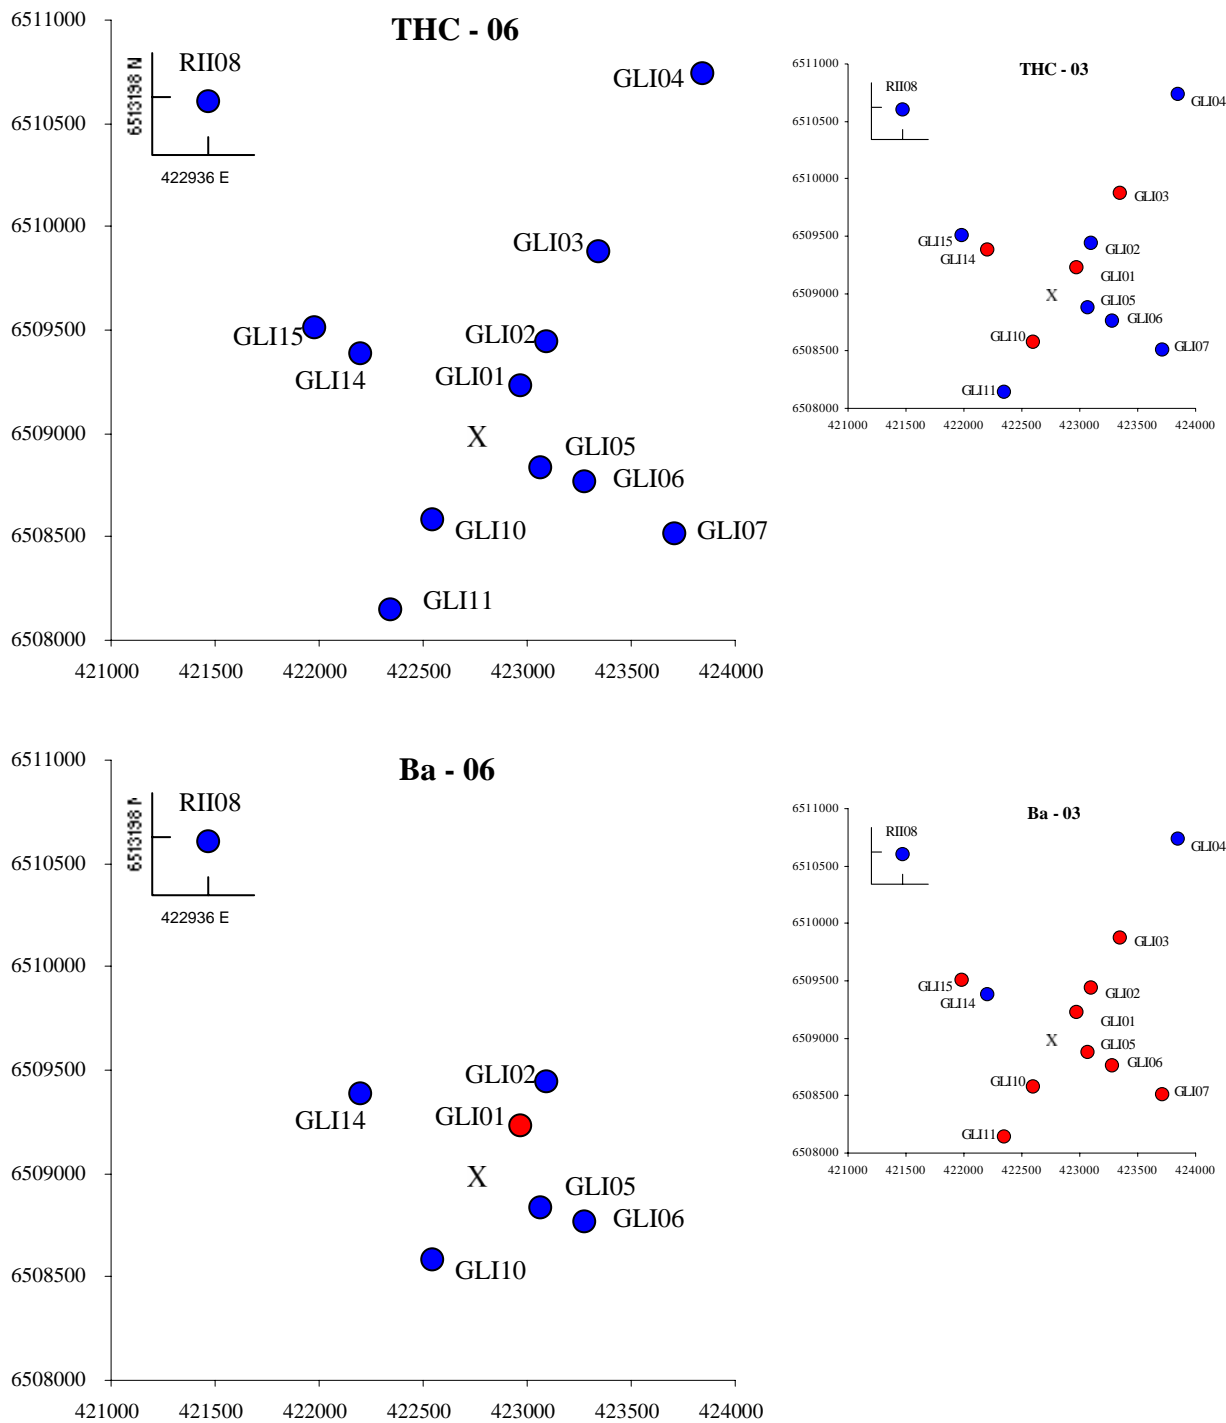 THC - 06
6511000
6510500
6510000
6509500
6509000
6508500
6508000
6513198 N
RII08
422936 E
GLI04
GLI03
GLI15
GLI14
GLI02
GLI01
X
GLI05
GLI06
GLI10
GLI07
GLI11
421000 421500 422000 422500 423000 423500 424000
THC - 03
6511000
6510500
6510000
6509500
6509000
6508500
6508000
RII08
GLI04
GLI03
GLI15
GLI14
GLI02
GLI01
X
GLI05
GLI06
GLI10
GLI07
GLI11
421000 421500 422000 422500 423000 423500 424000
Ba - 06
6511000
6510500
6510000
6509500
6509000
6508500
6508000
6513198 N
RII08
422936 E
GLI02
GLI14
GLI01
X
GLI05
GLI06
GLI10
421000 421500 422000 422500 423000 423500 424000
Ba - 03
6511000
6510500
6510000
6509500
6509000
6508500
6508000
RII08
GLI04
GLI03
GLI15
GLI14
GLI02
GLI01
X
GLI05
GLI06
GLI10
GLI07
GLI11
421000 421500 422000 422500 423000 423500 424000